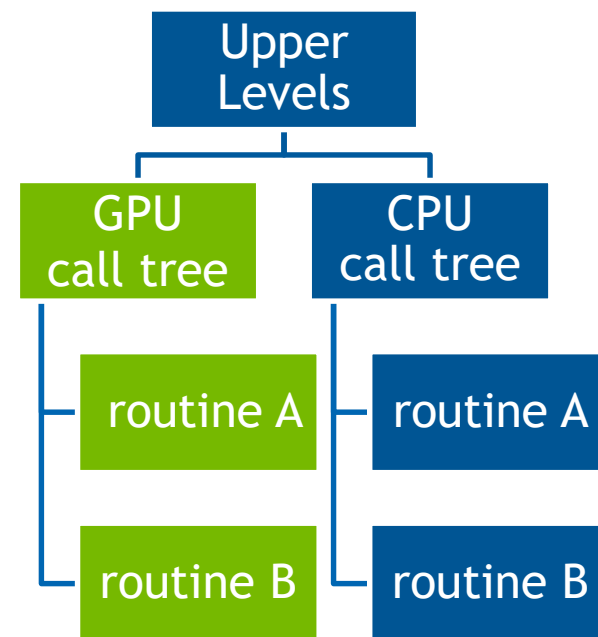 Upper
Levels
GPU
call tree
CPU
call tree
routine A
routine A
routine B
routine B